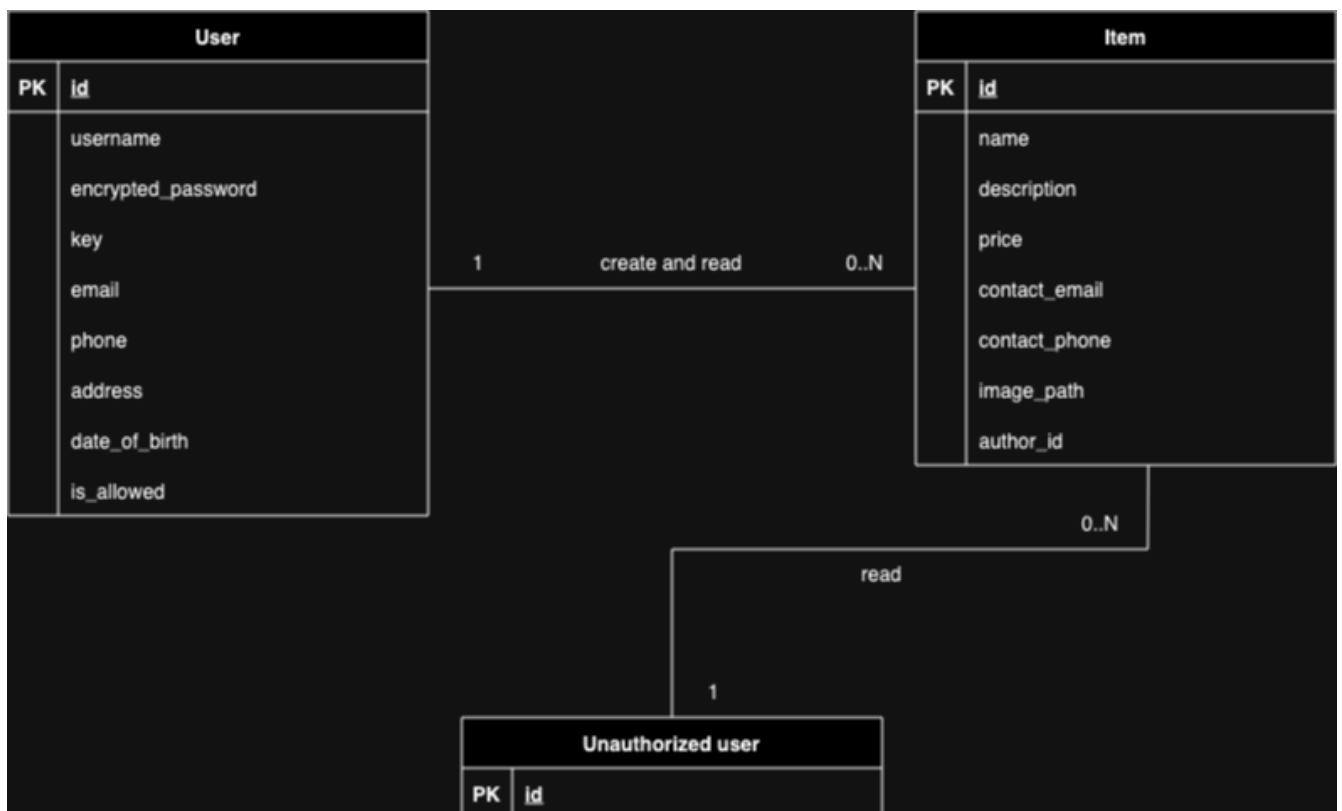 User
PK id
username
encrypted_password
key
email
phone
address
date_of_birth
is_allowed
1 create and read 0..N
Item
PK id
name
description
price
contact_email
contact_phone
image_path
author_id
0..N
read
1
Unauthorized user
PK id